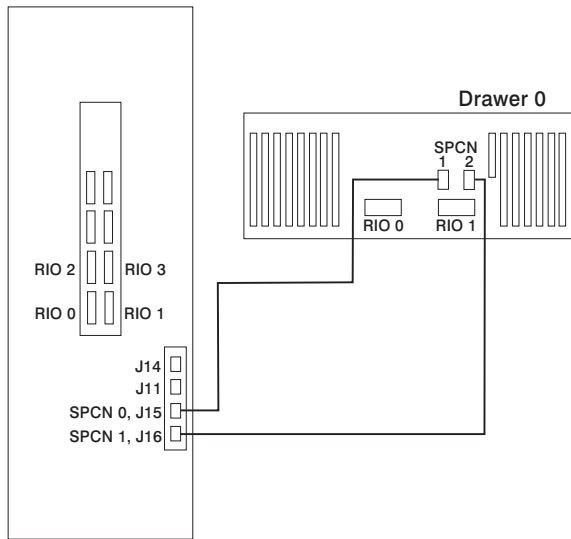 Drawer 0
SPCN
1 2
RIO 0 RIO 1
RIO 2 RIO 3
RIO 0 RIO 1
J14
J11
SPCN 0, J15
SPCN 1, J16